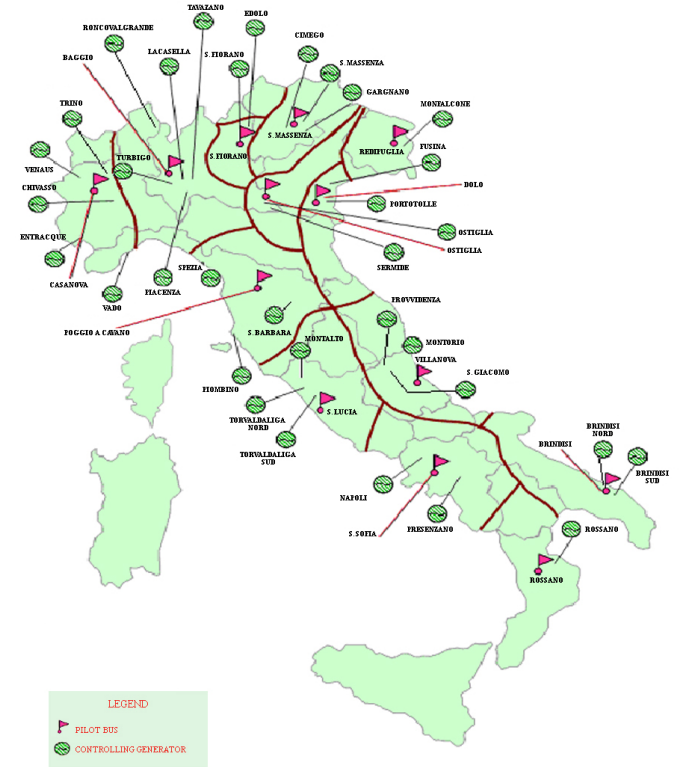 TAVAZANO
EDOLO
RONCOVALGRANDE
CIMEGO
BAGGIO
LACASELLA
S. FIORANO
S. MASSENZA
GARGNANO
TRINO
MONFALCONE
S. MASSENZA
FUSINA
REDIPUGLIA
TURBIGO
S. FIORANO
VENAUS
CHIVASSO
DOLO
PORTOTOLLE
ENTRACQUE
OSTIGLIA
OSTIGLIA
SERMIDE
SPEZIA
CASANOVA
PIACENZA
VADO
PROVVIDENZA
POGGIO A CAVANO
S. BARBARA
MONTALTO
MONTORIO
VILLANOVA
S. GIACOMO
PIOMBINO
TORVALDALIGA
NORD
S. LUCIA
BRINDISI
NORD
BRINDISI
TORVALDALIGA
SUD
BRINDISI
SUD
NAPOLI
PRESENZANO
S. SOFIA
ROSSANO
ROSSANO
LEGEND
PILOT BUS
CONTROLLING GENERATOR